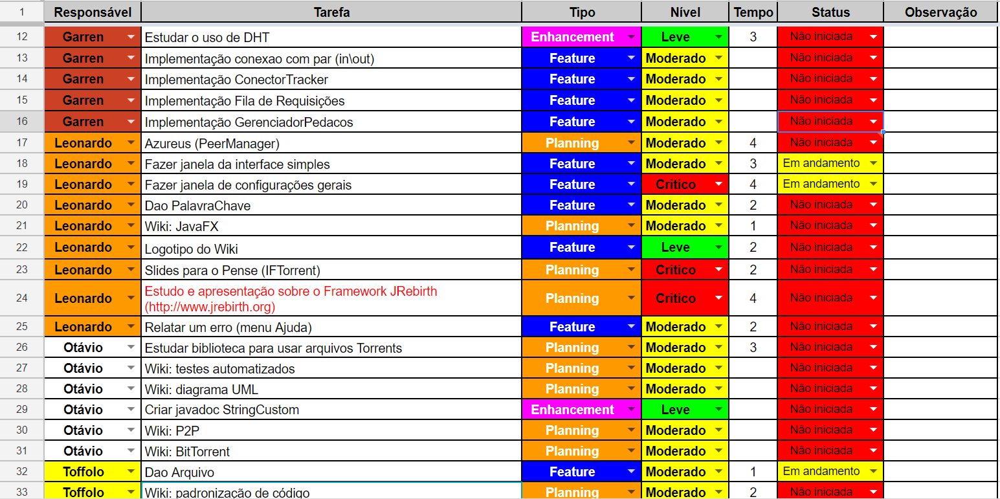 1 Responsável Tarefa Tipo Nível Tempo Status Observação
12 Garren Estudar o uso de DHT Enhancement Leve 3 Não iniciada
13 Garren Implementação conexao com par (in\out) Feature Moderado Não iniciada
14 Garren Implementação ConectorTracker Feature Moderado Não iniciada
15 Garren Implementação Fila de Requisições Feature Moderado Não iniciada
16 Garren Implementação GerenciadorPedacos Feature Moderado Não iniciada
17 Leonardo Azureus (PeerManager) Planning Moderado 4 Não iniciada
18 Leonardo Fazer janela da interface simples Feature Moderado 3 Em andamento
19 Leonardo Fazer janela de configurações gerais Feature Critico 4 Em andamento
20 Leonardo Dao PalavraChave Feature Moderado 2 Não iniciada
21 Leonardo Wiki: JavaFX Planning Moderado 1 Não iniciada
22 Leonardo Logotipo do Wiki Feature Leve 2 Não iniciada
23 Leonardo Slides para o Pense (IFTorrent) Planning Critico 2 Não iniciada
24 Leonardo Estudo e apresentação sobre o Framework JRebirth
(http://www.jrebirth.org) Planning Critico 4 Não iniciada
25 Leonardo Relatar um erro (menu Ajuda) Feature Moderado 2 Não iniciada
26 Otávio Estudar biblioteca para usar arquivos Torrents Planning Moderado 3 Não iniciada
27 Otávio Wiki: testes automatizados Planning Moderado Não iniciada
28 Otávio Wiki: diagrama UML Planning Moderado Não iniciada
29 Otávio Criar javadoc StringCustom Enhancement Leve Não iniciada
30 Otávio Wiki: P2P Planning Moderado Não iniciada
31 Otávio Wiki: BitTorrent Planning Moderado Não iniciada
32 Toffolo Dao Arquivo Feature Moderado 1 Em andamento
33 Toffolo Wiki: padronização de código Planning Moderado 2 Não iniciada